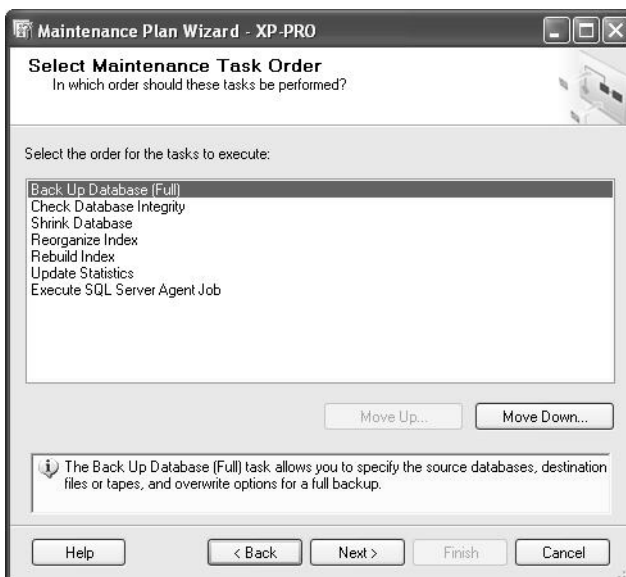 Maintenance Plan Wizard - XP-PRO
Select Maintenance Task Order
In which order should these tasks be performed?
Select the order for the tasks to execute:
Back Up Database (Full)
Check Database Integrity
Shrink Database
Reorganize Index
Rebuild Index
Update Statistics
Execute SQL Server Agent Job
Move Up...
Move Down...
The Back Up Database (Full) task allows you to specify the source databases, destination
files or tapes, and overwrite options for a full backup.
Help
< Back
Next >
Finish
Cancel